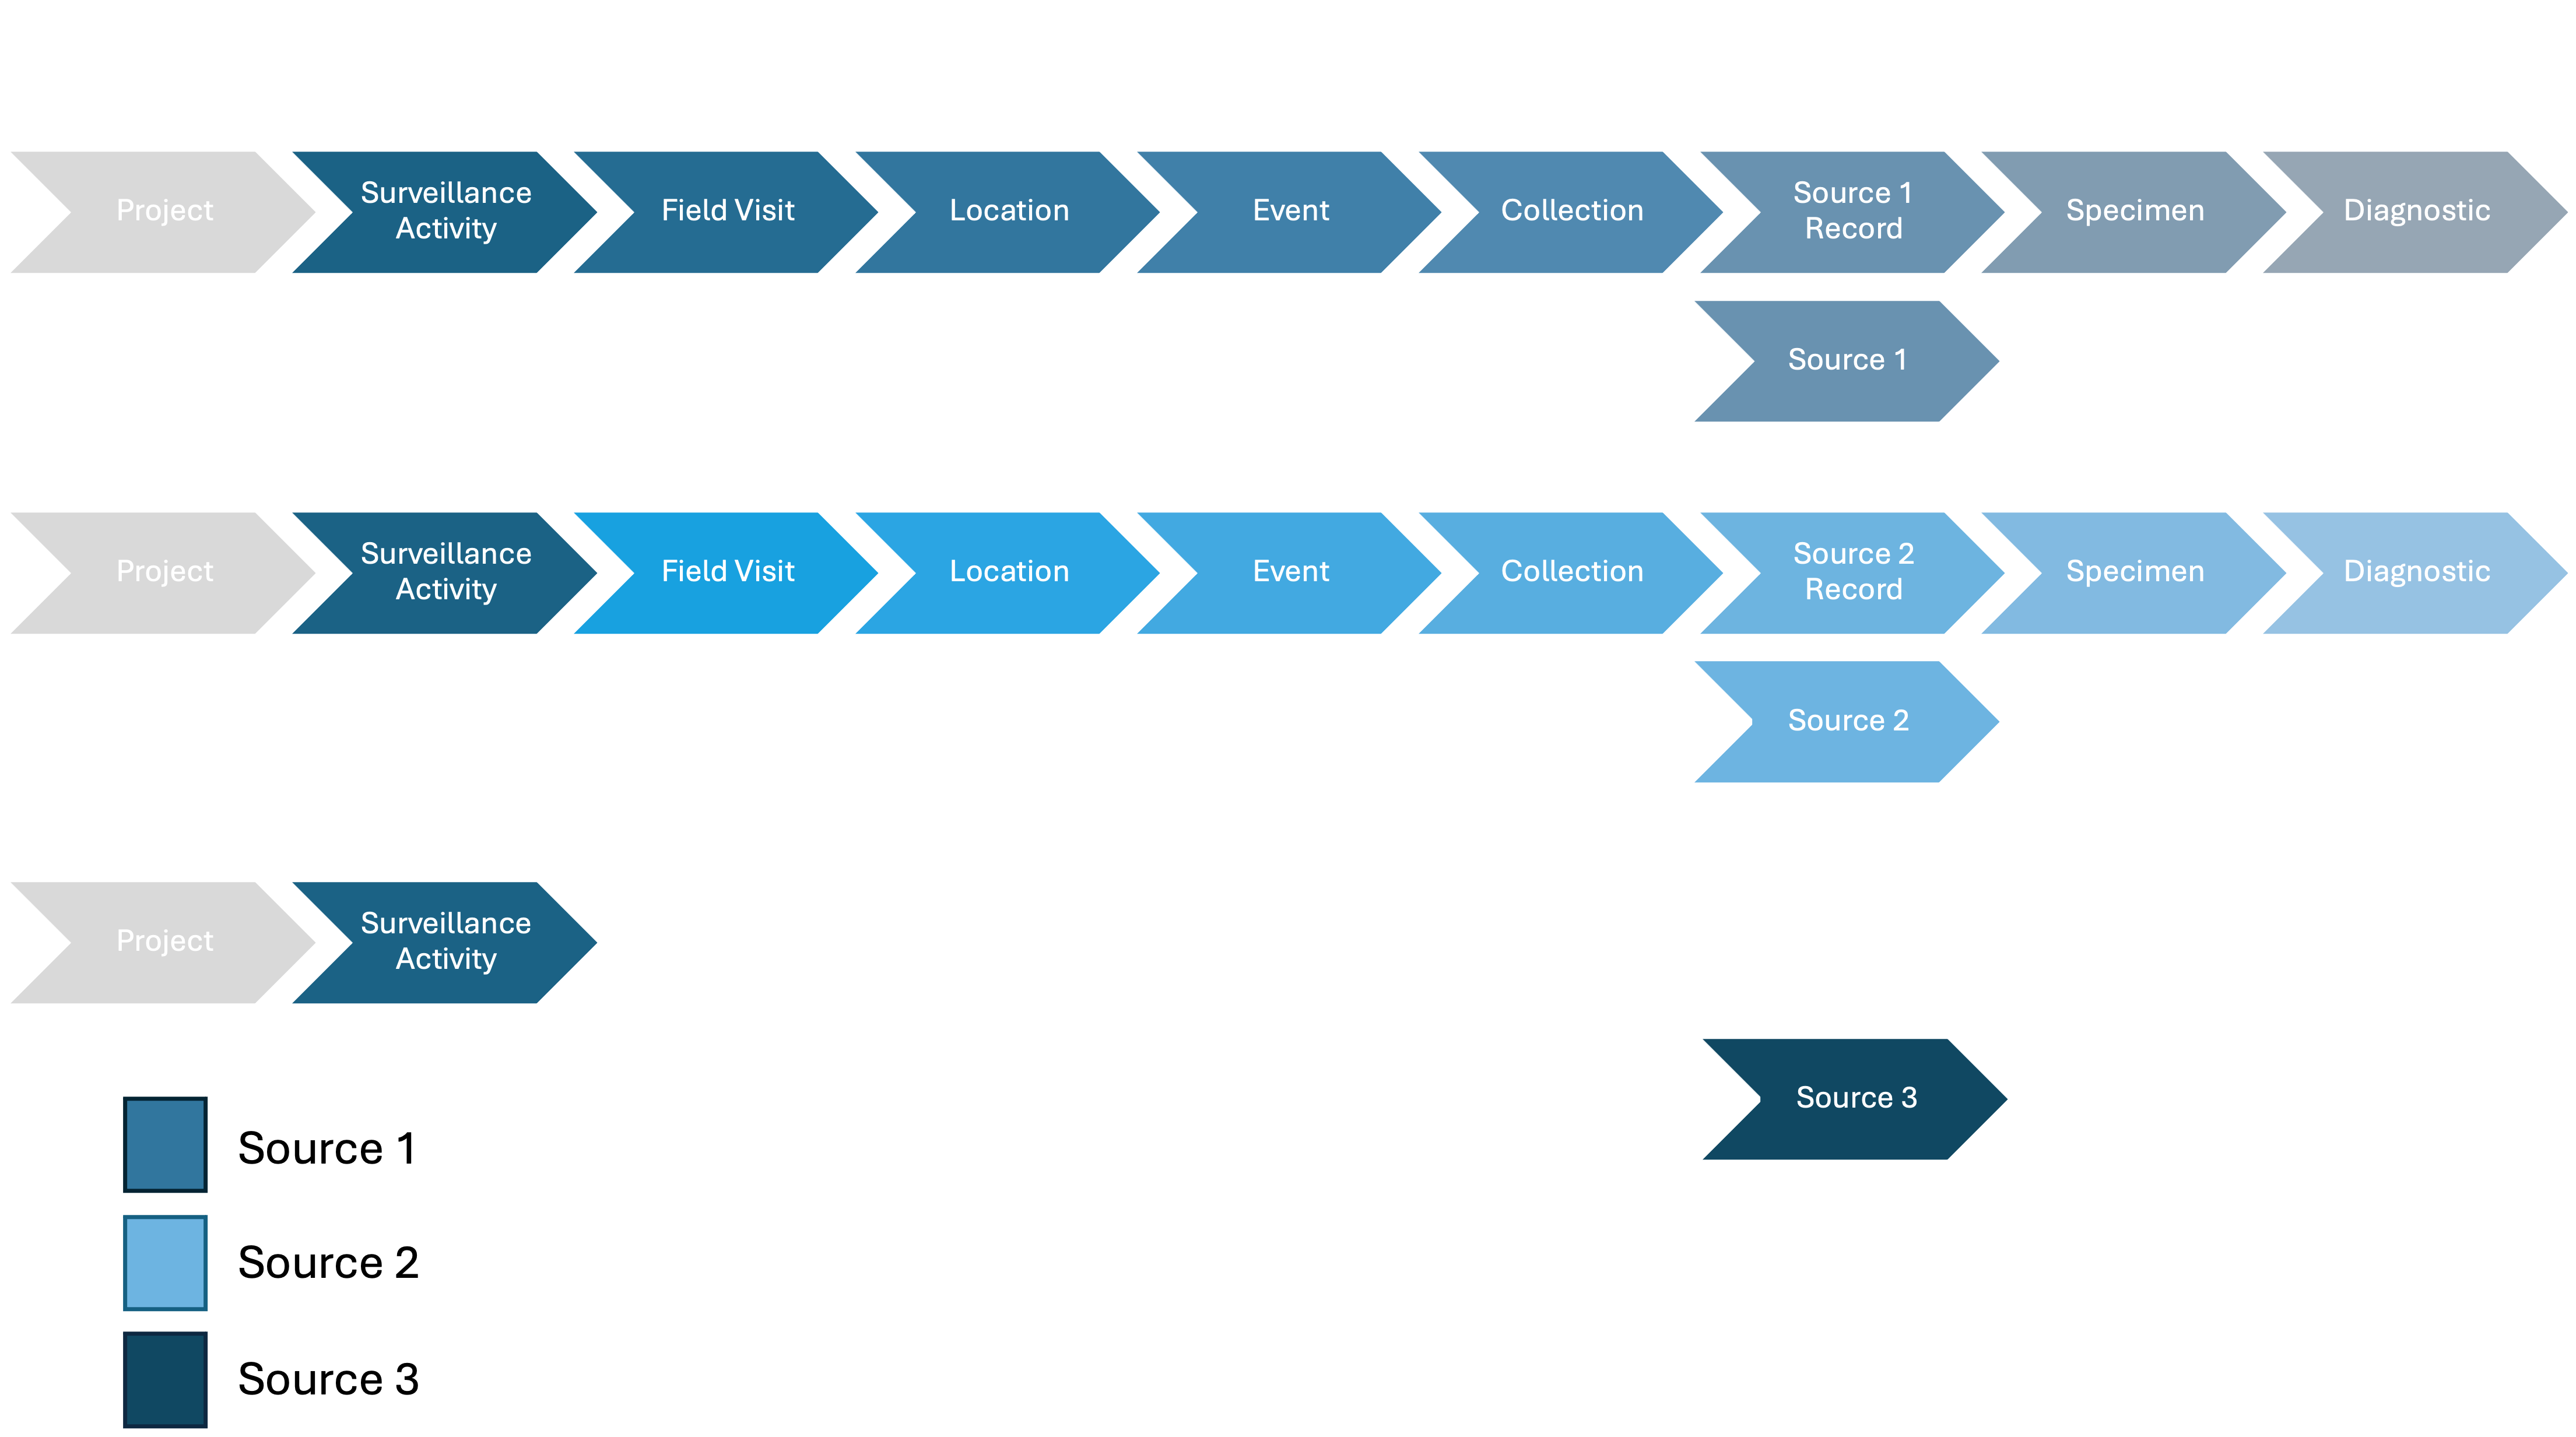 Project
Surveillance
Activity
Field Visit
Location
Event
Collection
Source 1
Record
Specimen
Diagnostic
Source 1
Project
Surveillance
Activity
Field Visit
Location
Event
Collection
Source 2
Record
Specimen
Diagnostic
Source 2
Project
Surveillance
Activity
Source 3
Source 1
Source 2
Source 3